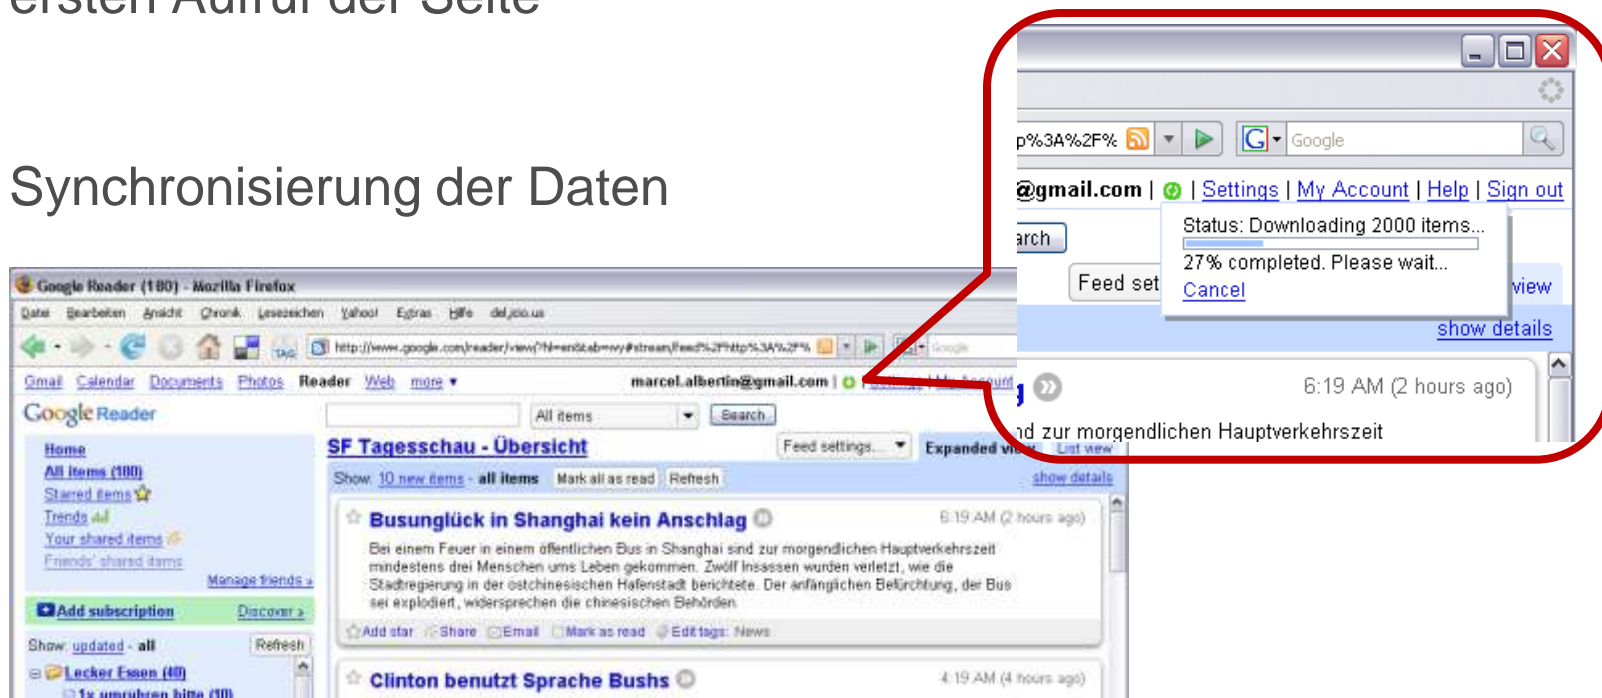 ersten Aufruf der Seite
Synchronisierung der Daten
p%3A%2F%
Google
@gmail.com | Settings | My Account | Help | Sign out
arch
Status: Downloading 2000 items...
27% completed. Please wait...
Cancel
Feed set
view
show details
6:19 AM (2 hours ago)
nd zur morgendlichen Hauptverkehrszeit
Google Reader (180) - Mozilla Firefox
Datei Bearbeiten Ansicht Chronik Lesezeichen Yahoo! Extras Hilfe del.icio.us
TAG
Google
Gmail Calendar Documents Photos Reader Web more ▼ marcel.albertin@gmail.com | Settings | My Account
Google Reader
All items Search
Home
All items (180)
Starred items
Trends
Your shared items
Friends' shared items
Manage friends »
Add subscription Discover »
Show: updated - all Refresh
Lecker Essen (40)
1x umruhren bitte (10)
SF Tagesschau - Übersicht Feed settings... Expanded view List view
Show: 10 new items - all items Mark all as read Refresh show details
Busunglück in Shanghai kein Anschlag 6:19 AM (2 hours ago)
Bei einem Feuer in einem öffentlichen Bus in Shanghai sind zur morgendlichen Hauptverkehrszeit
mindestens drei Menschen ums Leben gekommen. Zwölf Insassen wurden verletzt, wie die
Stadtregierung in der ostchinesischen Hafenstadt berichtete. Der anfänglichen Befürchtung, der Bus
sei explodiert, widersprechen die chinesischen Behörden.
Add star Share Email Mark as read Edit tags: News
Clinton benutzt Sprache Bushs 4:19 AM (4 hours ago)